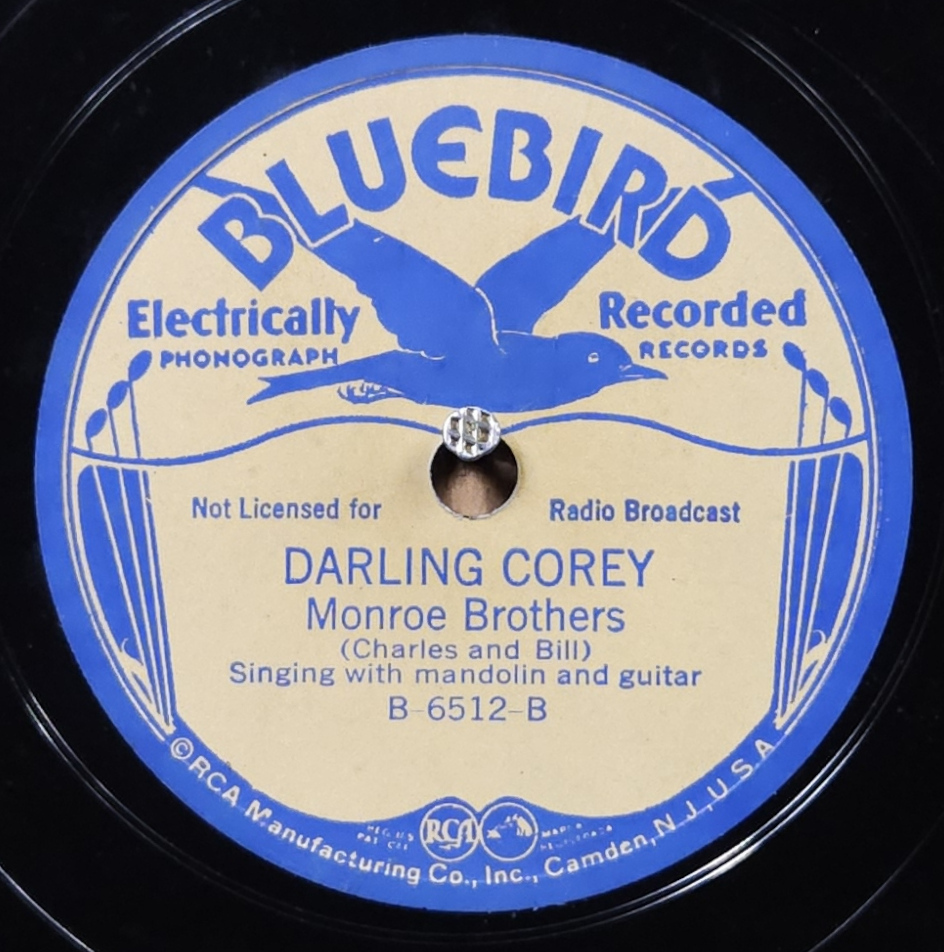 BLUEBIRD
Electrically Recorded
PHONOGRAPH RECORDS
Not Licensed for Radio Broadcast
DARLING COREY
Monroe Brothers
(Charles and Bill)
Singing with mandolin and guitar
B-6512-B
RCA
©RCA Manufacturing Co., Inc., Camden, N.J., U.S.A